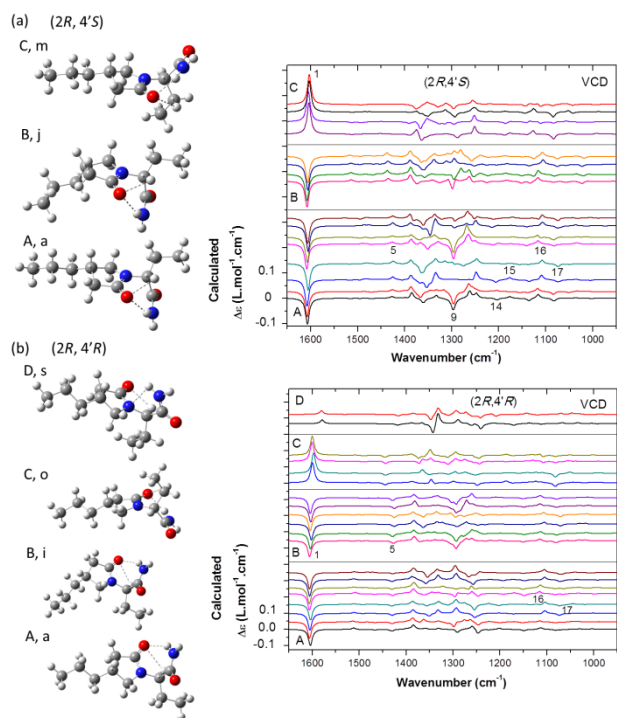 (a) (2R, 4'S)
C, m
B, j
A, a
1 (2R,4'S) VCD
C
B
5 16
15 17
9 14
A
0.1
0
-0.1
Calculated
Δε (L.mol⁻¹.cm⁻¹)
1600 1500 1400 1300 1200 1100 1000
Wavenumber (cm⁻¹)
(b) (2R, 4'R)
D, s
C, o
B, i
A, a
D (2R,4'R) VCD
C
B 1 5
16
17
A
0.1
0.0
-0.1
Calculated
Δε (L.mol⁻¹.cm⁻¹)
1600 1500 1400 1300 1200 1100 1000
Wavenumber (cm⁻¹)